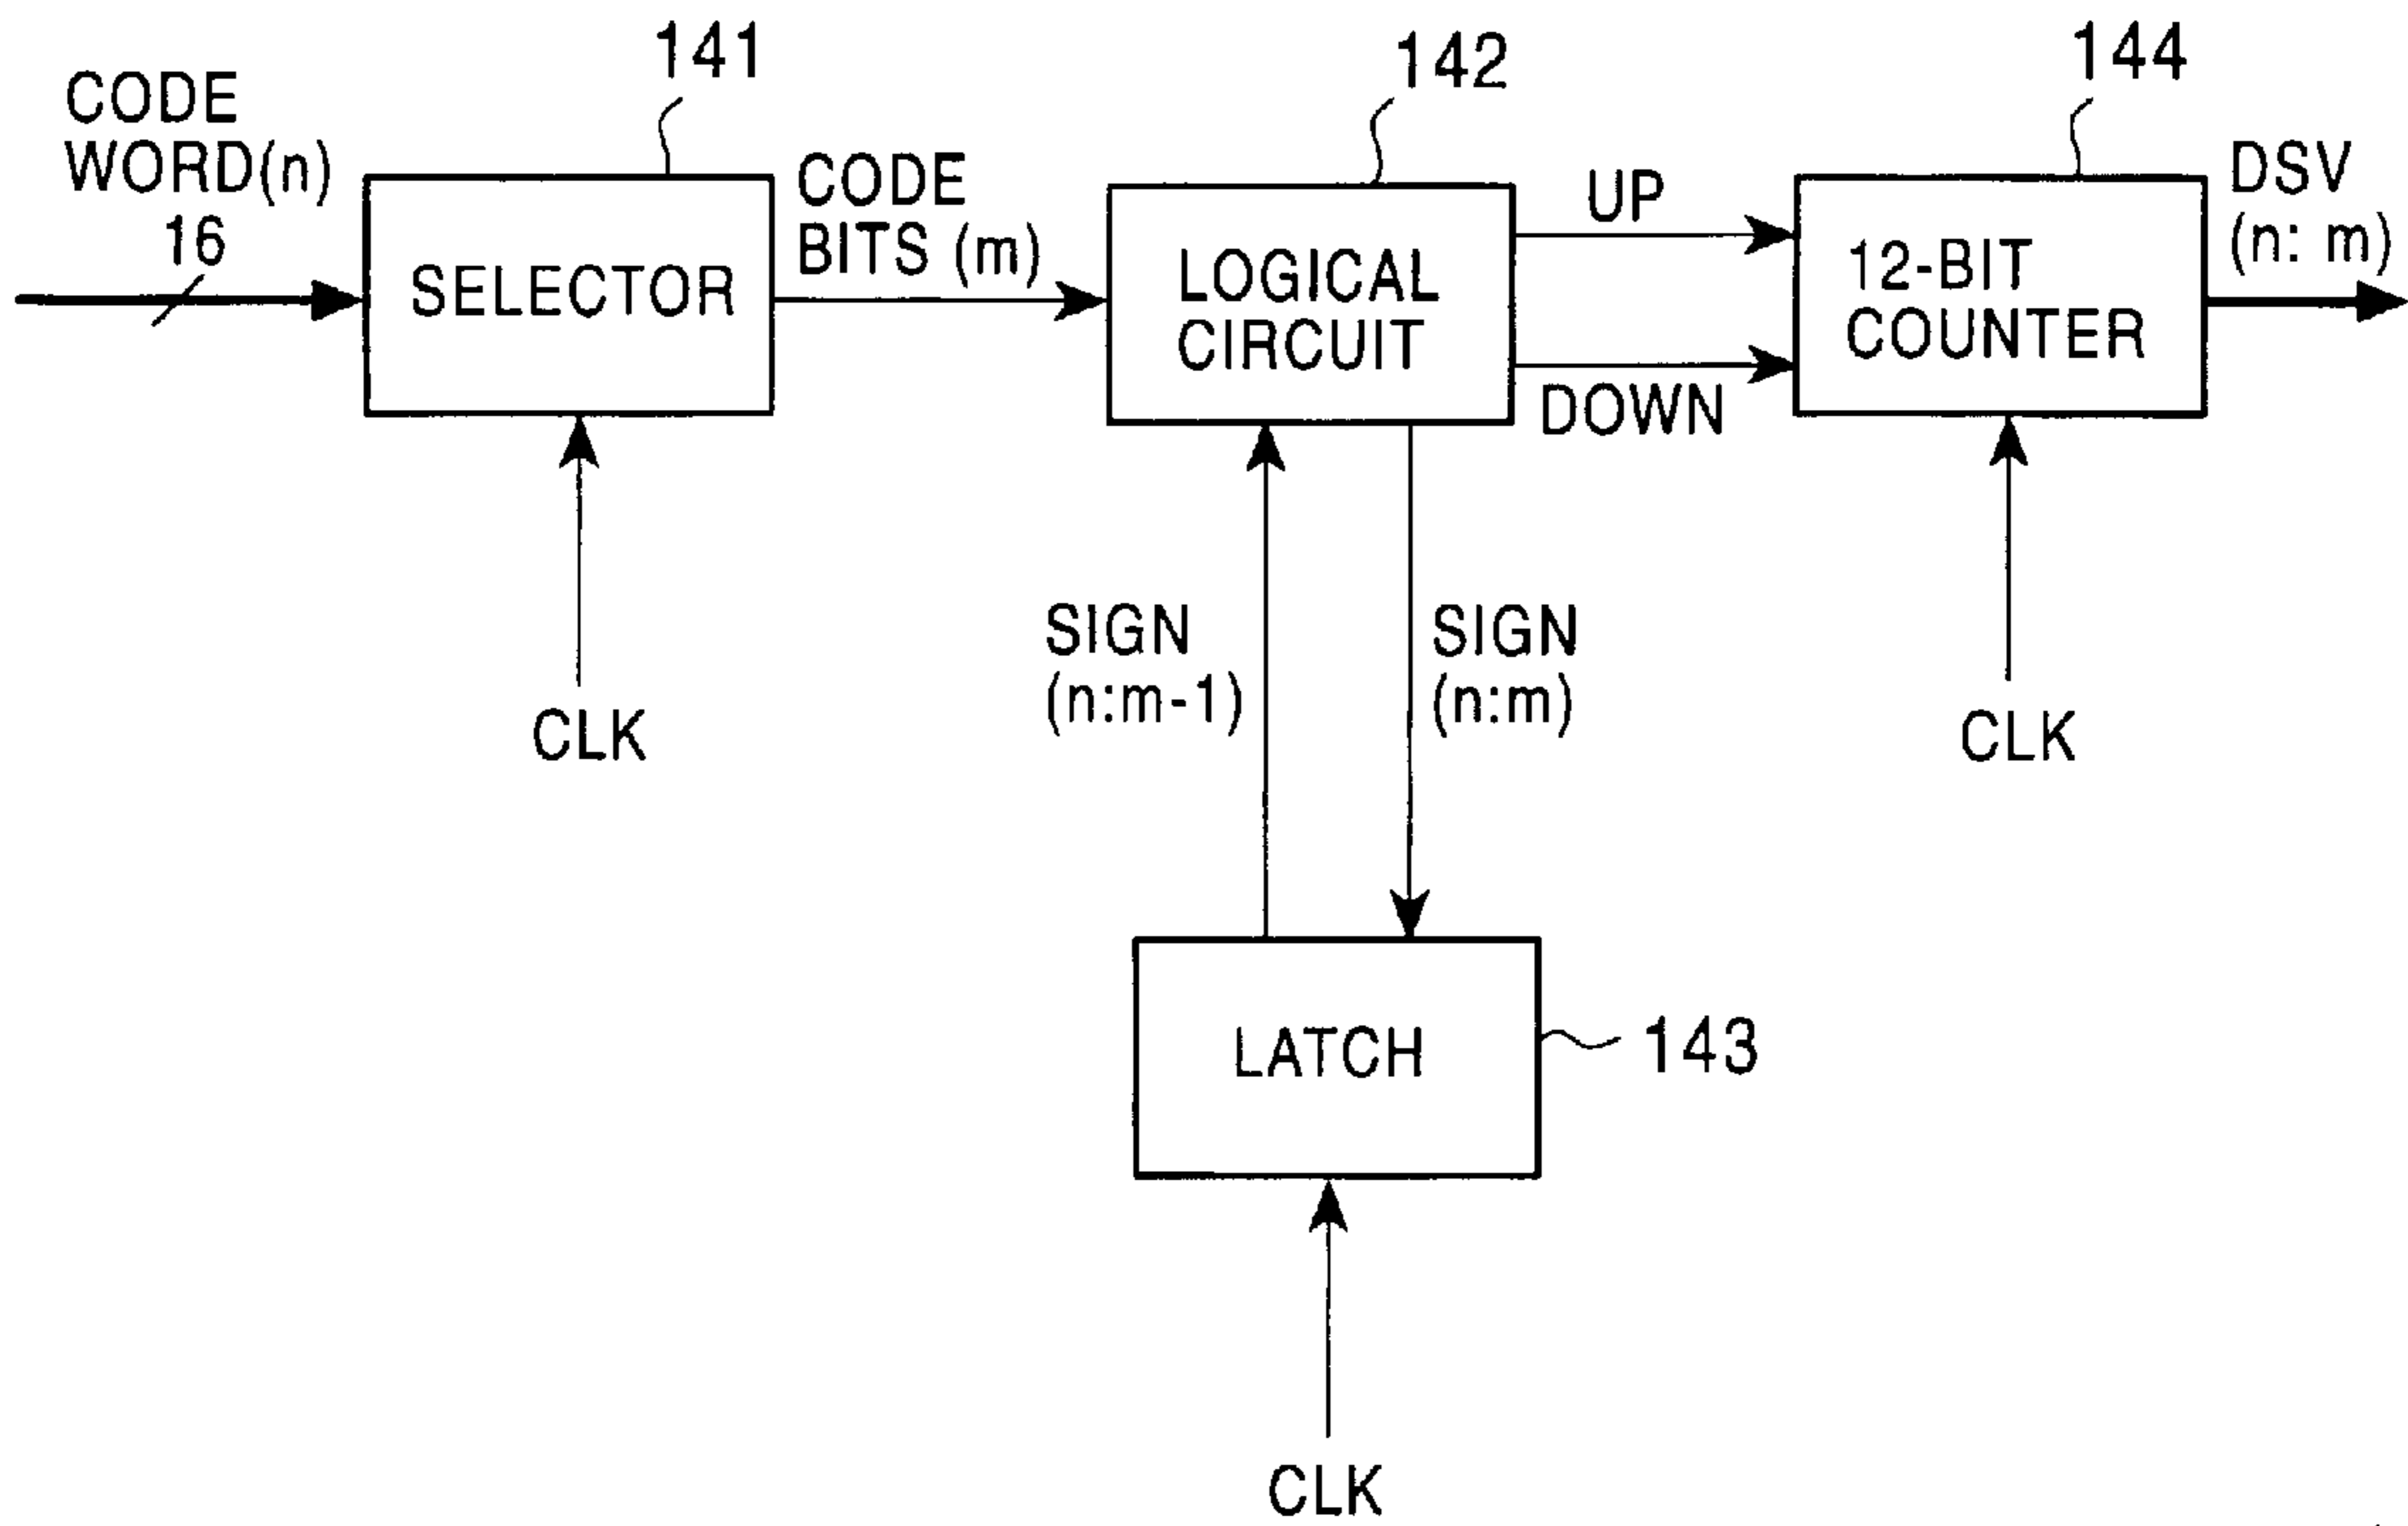 141
142
144
CODE
WORD(n)
16
SELECTOR
CODE
BITS (m)
LOGICAL
CIRCUIT
UP
DOWN
12-BIT
COUNTER
DSV
(n: m)
CLK
SIGN
(n:m-1)
SIGN
(n:m)
CLK
LATCH
143
CLK